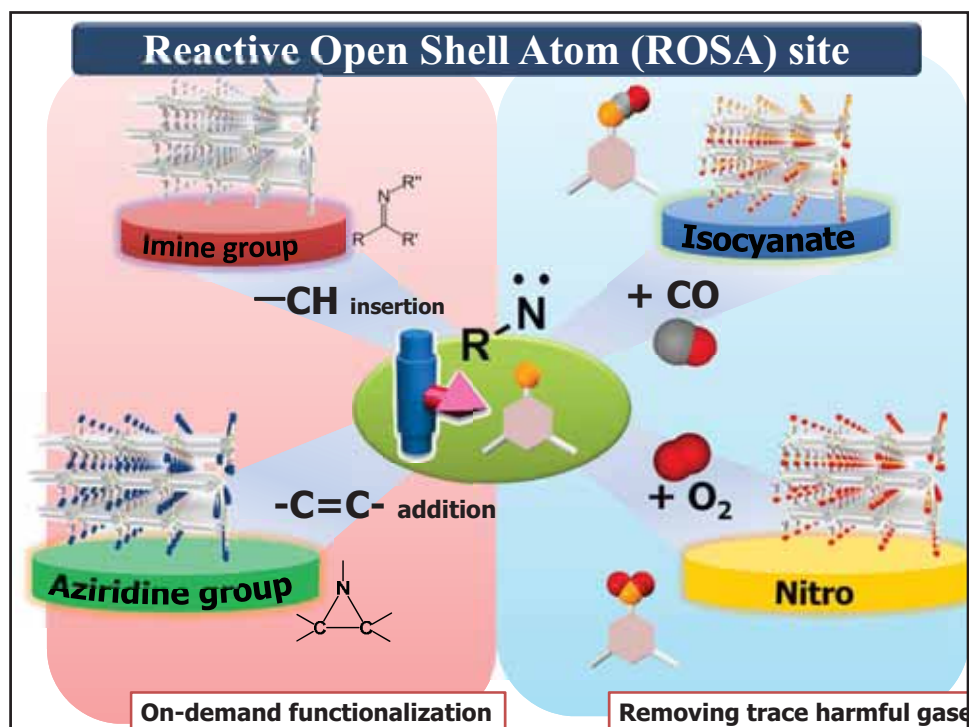 Reactive Open Shell Atom (ROSA) site
Imine group
R"
N
R
R'
Isocyanate
—CH insertion
+ CO
R
N
-C=C- addition
+ O2
Aziridine group
N
C
C
Nitro
On-demand functionalization
Removing trace harmful gase